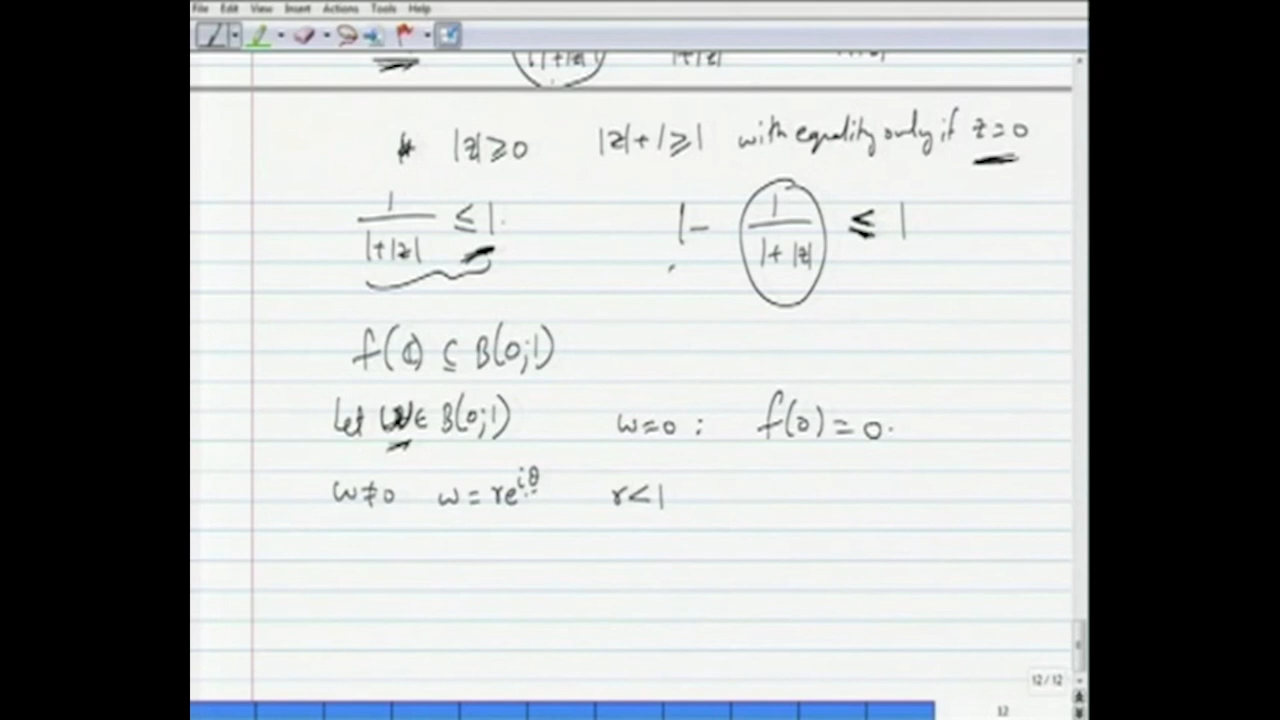 File Edit View Insert Actions Tools Help
|z| ≥ 0 |z|+1 ≥ 1 with equality only if z = 0
1/(1+|z|) ≤ 1. 1 - 1/(1+|z|) ≤ 1
f(ℂ) ⊆ B(0;1)
Let w ∈ B(0;1) w = 0 : f(0) = 0.
w ≠ 0 w = re^{iθ} r < 1
12 / 12
12